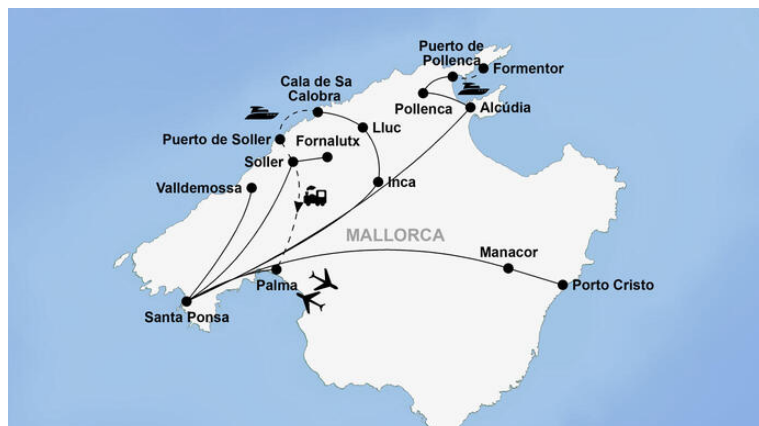 Puerto de
Pollenca
Formentor
Cala de Sa
Calobra
Pollenca
Alcúdia
Lluc
Puerto de Soller
Fornalutx
Soller
Valldemossa
Inca
MALLORCA
Manacor
Palma
Porto Cristo
Santa Ponsa